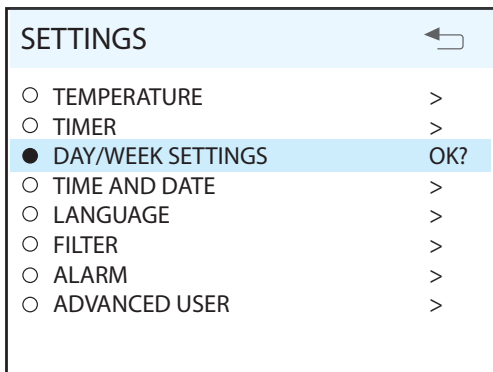 SETTINGS
TEMPERATURE >
TIMER >
DAY/WEEK SETTINGS OK?
TIME AND DATE >
LANGUAGE >
FILTER >
ALARM >
ADVANCED USER >